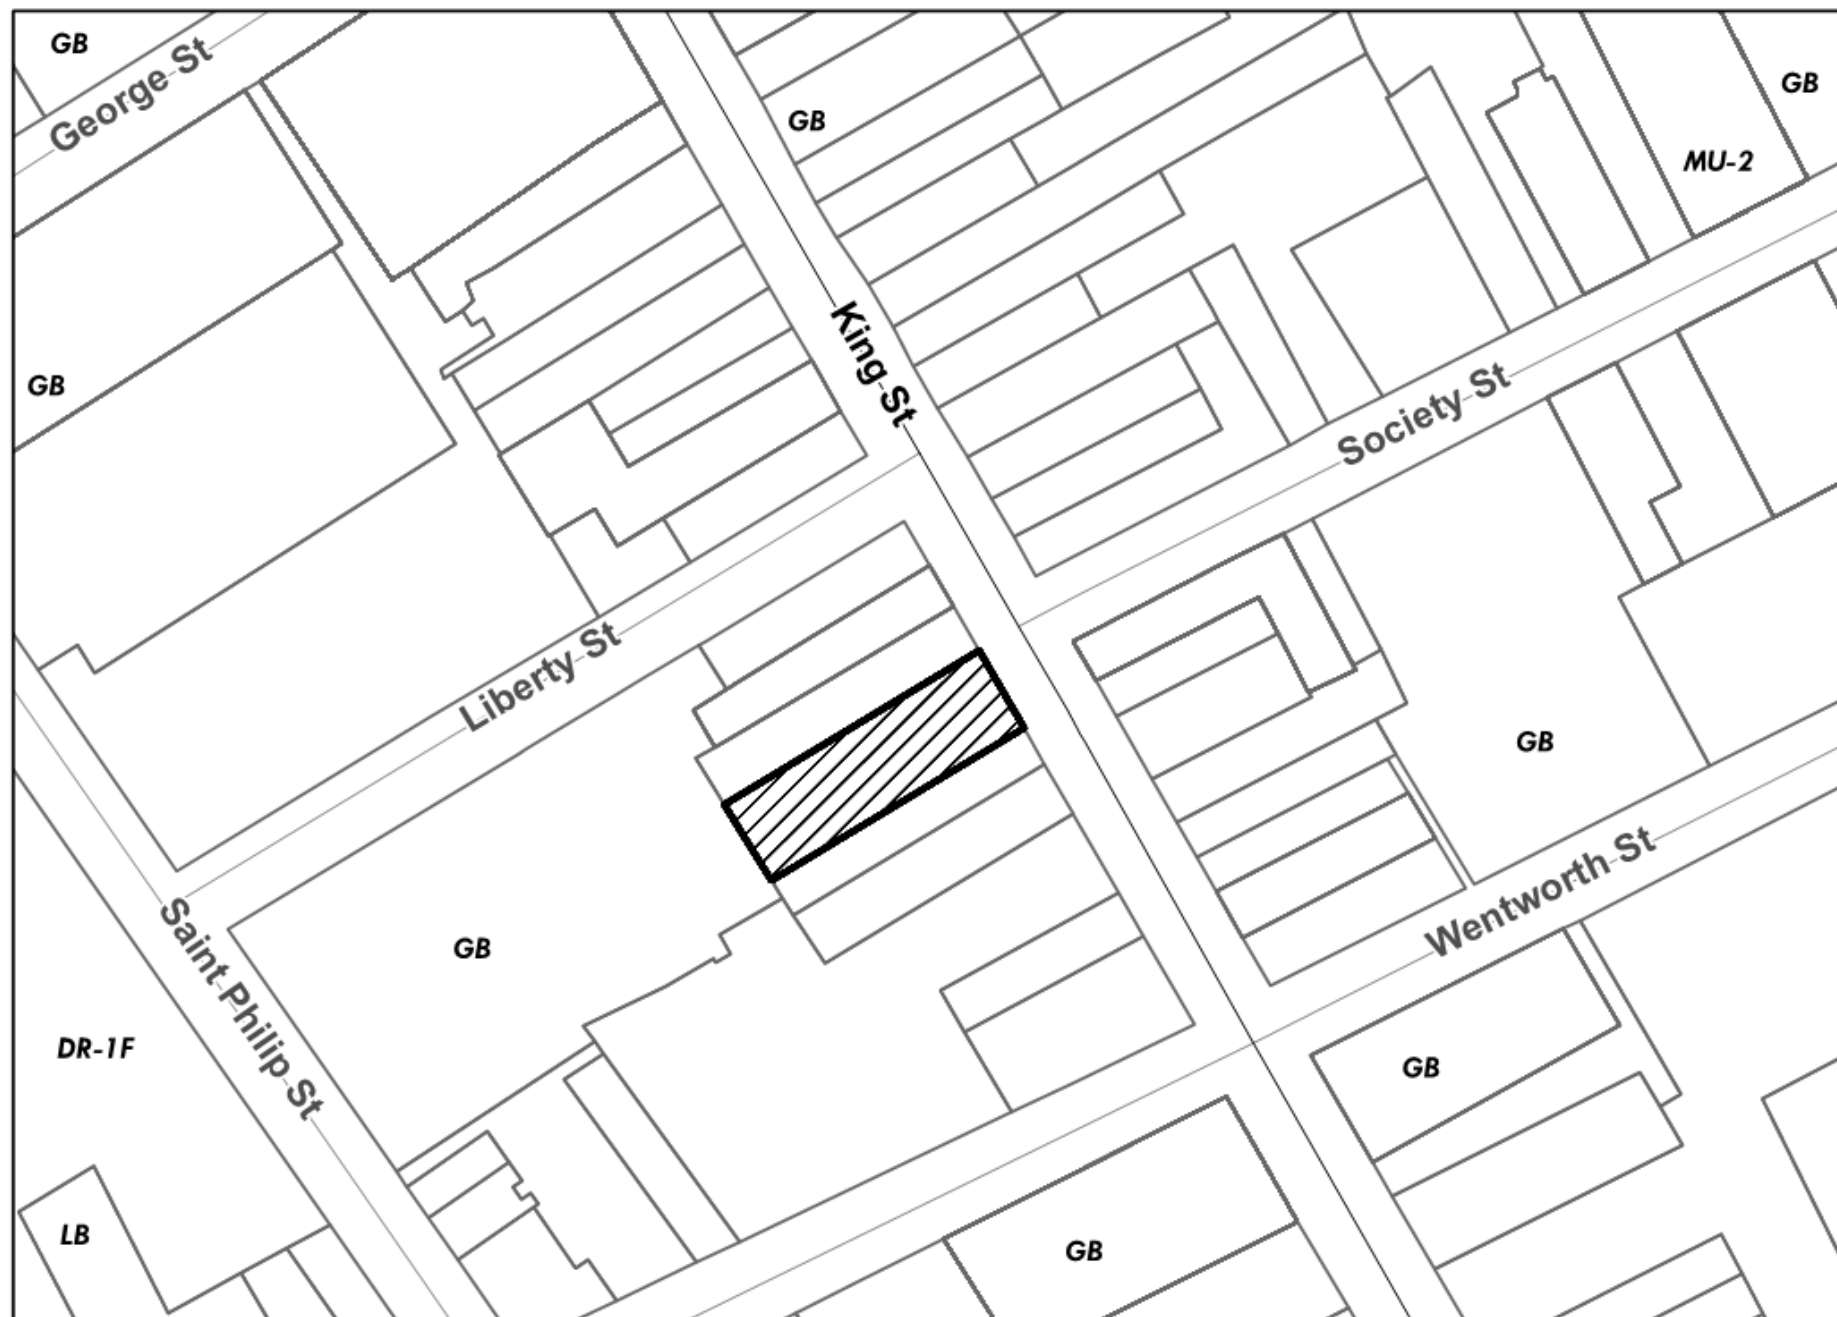 GB
George St
GB
GB
MU-2
King St
GB
Society St
Liberty St
GB
Wentworth St
Saint Philip St
GB
DR-1F
GB
LB
GB